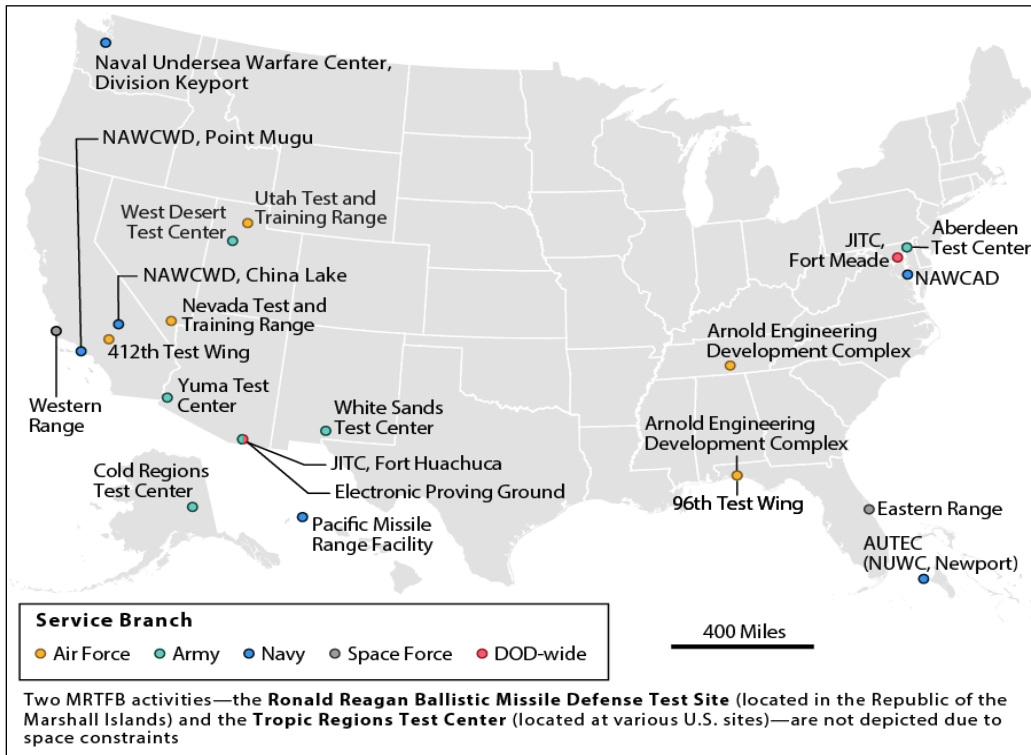 Naval Undersea Warfare Center,
Division Keyport
NAWCWD, Point Mugu
Utah Test and
Training Range
West Desert
Test Center
NAWCWD, China Lake
Nevada Test and
Training Range
412th Test Wing
Western
Range
Yuma Test
Center
White Sands
Test Center
JITC, Fort Huachuca
Electronic Proving Ground
Cold Regions
Test Center
Pacific Missile
Range Facility
Aberdeen
Test Center
JITC,
Fort Meade
NAWCAD
Arnold Engineering
Development Complex
Arnold Engineering
Development Complex
96th Test Wing
Eastern Range
AUTEC
(NUWC, Newport)
Service Branch
Air Force Army Navy Space Force DOD-wide
400 Miles
Two MRTFB activities—the Ronald Reagan Ballistic Missile Defense Test Site (located in the Republic of the
Marshall Islands) and the Tropic Regions Test Center (located at various U.S. sites)—are not depicted due to
space constraints